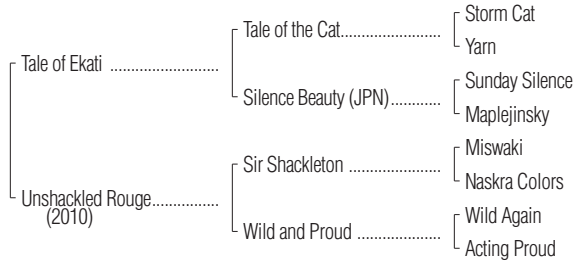 Storm Cat
Tale of the Cat........................
Yarn
Tale of Ekati ...........................
Sunday Silence
Silence Beauty (JPN)............
Maplejinsky
Miswaki
Sir Shackleton .......................
Naskra Colors
Unshackled Rouge.................
(2010)
Wild Again
Wild and Proud .....................
Acting Proud